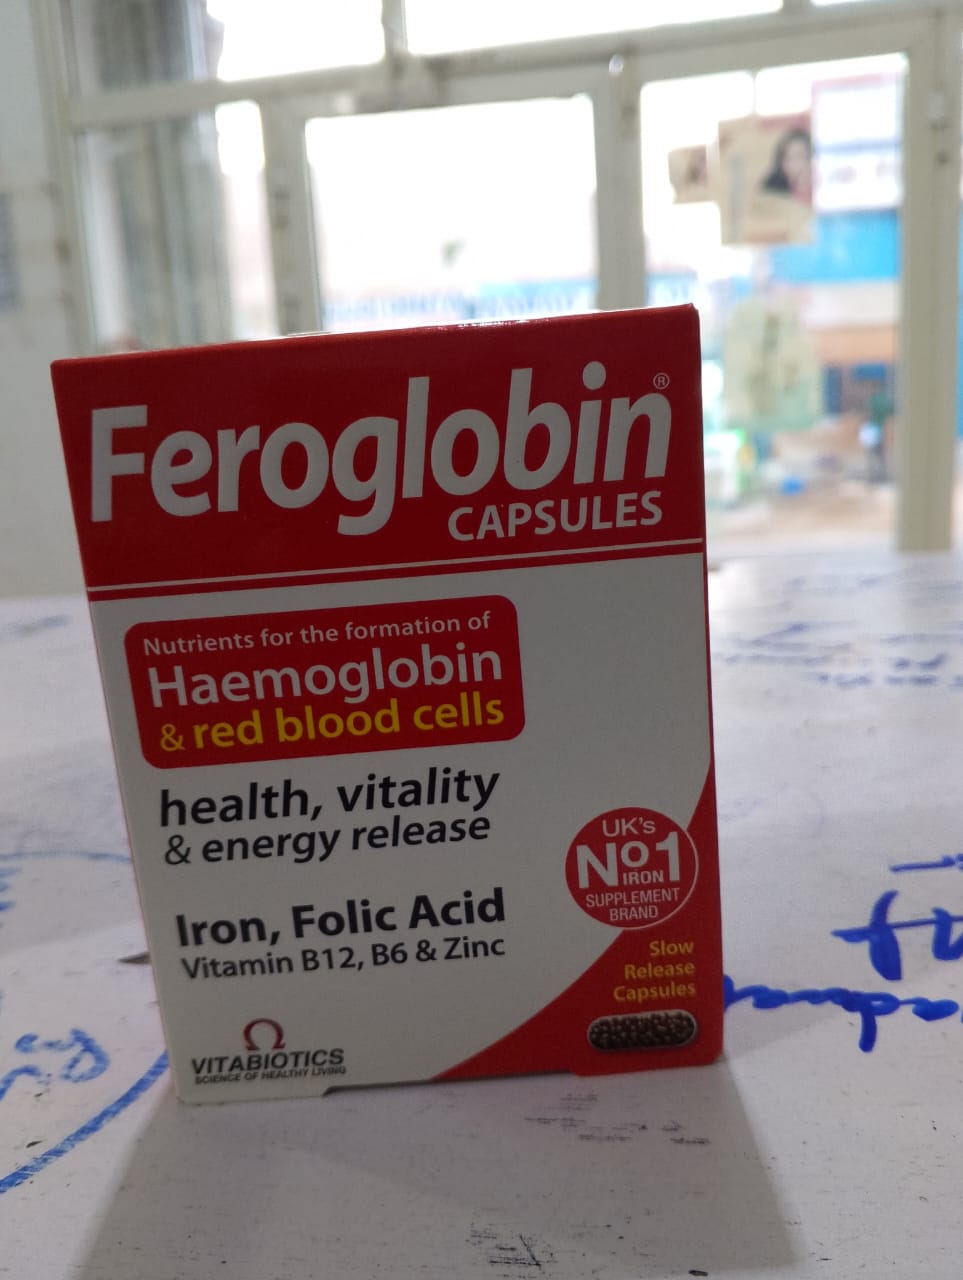 Feroglobin®
CAPSULES
Nutrients for the formation of
Haemoglobin
& red blood cells
health, vitality
& energy release
UK's
No1
IRON
SUPPLEMENT
BRAND
Iron, Folic Acid
Vitamin B12, B6 & Zinc
Slow
Release
Capsules
VITABIOTICS
SCIENCE OF HEALTHY LIVING